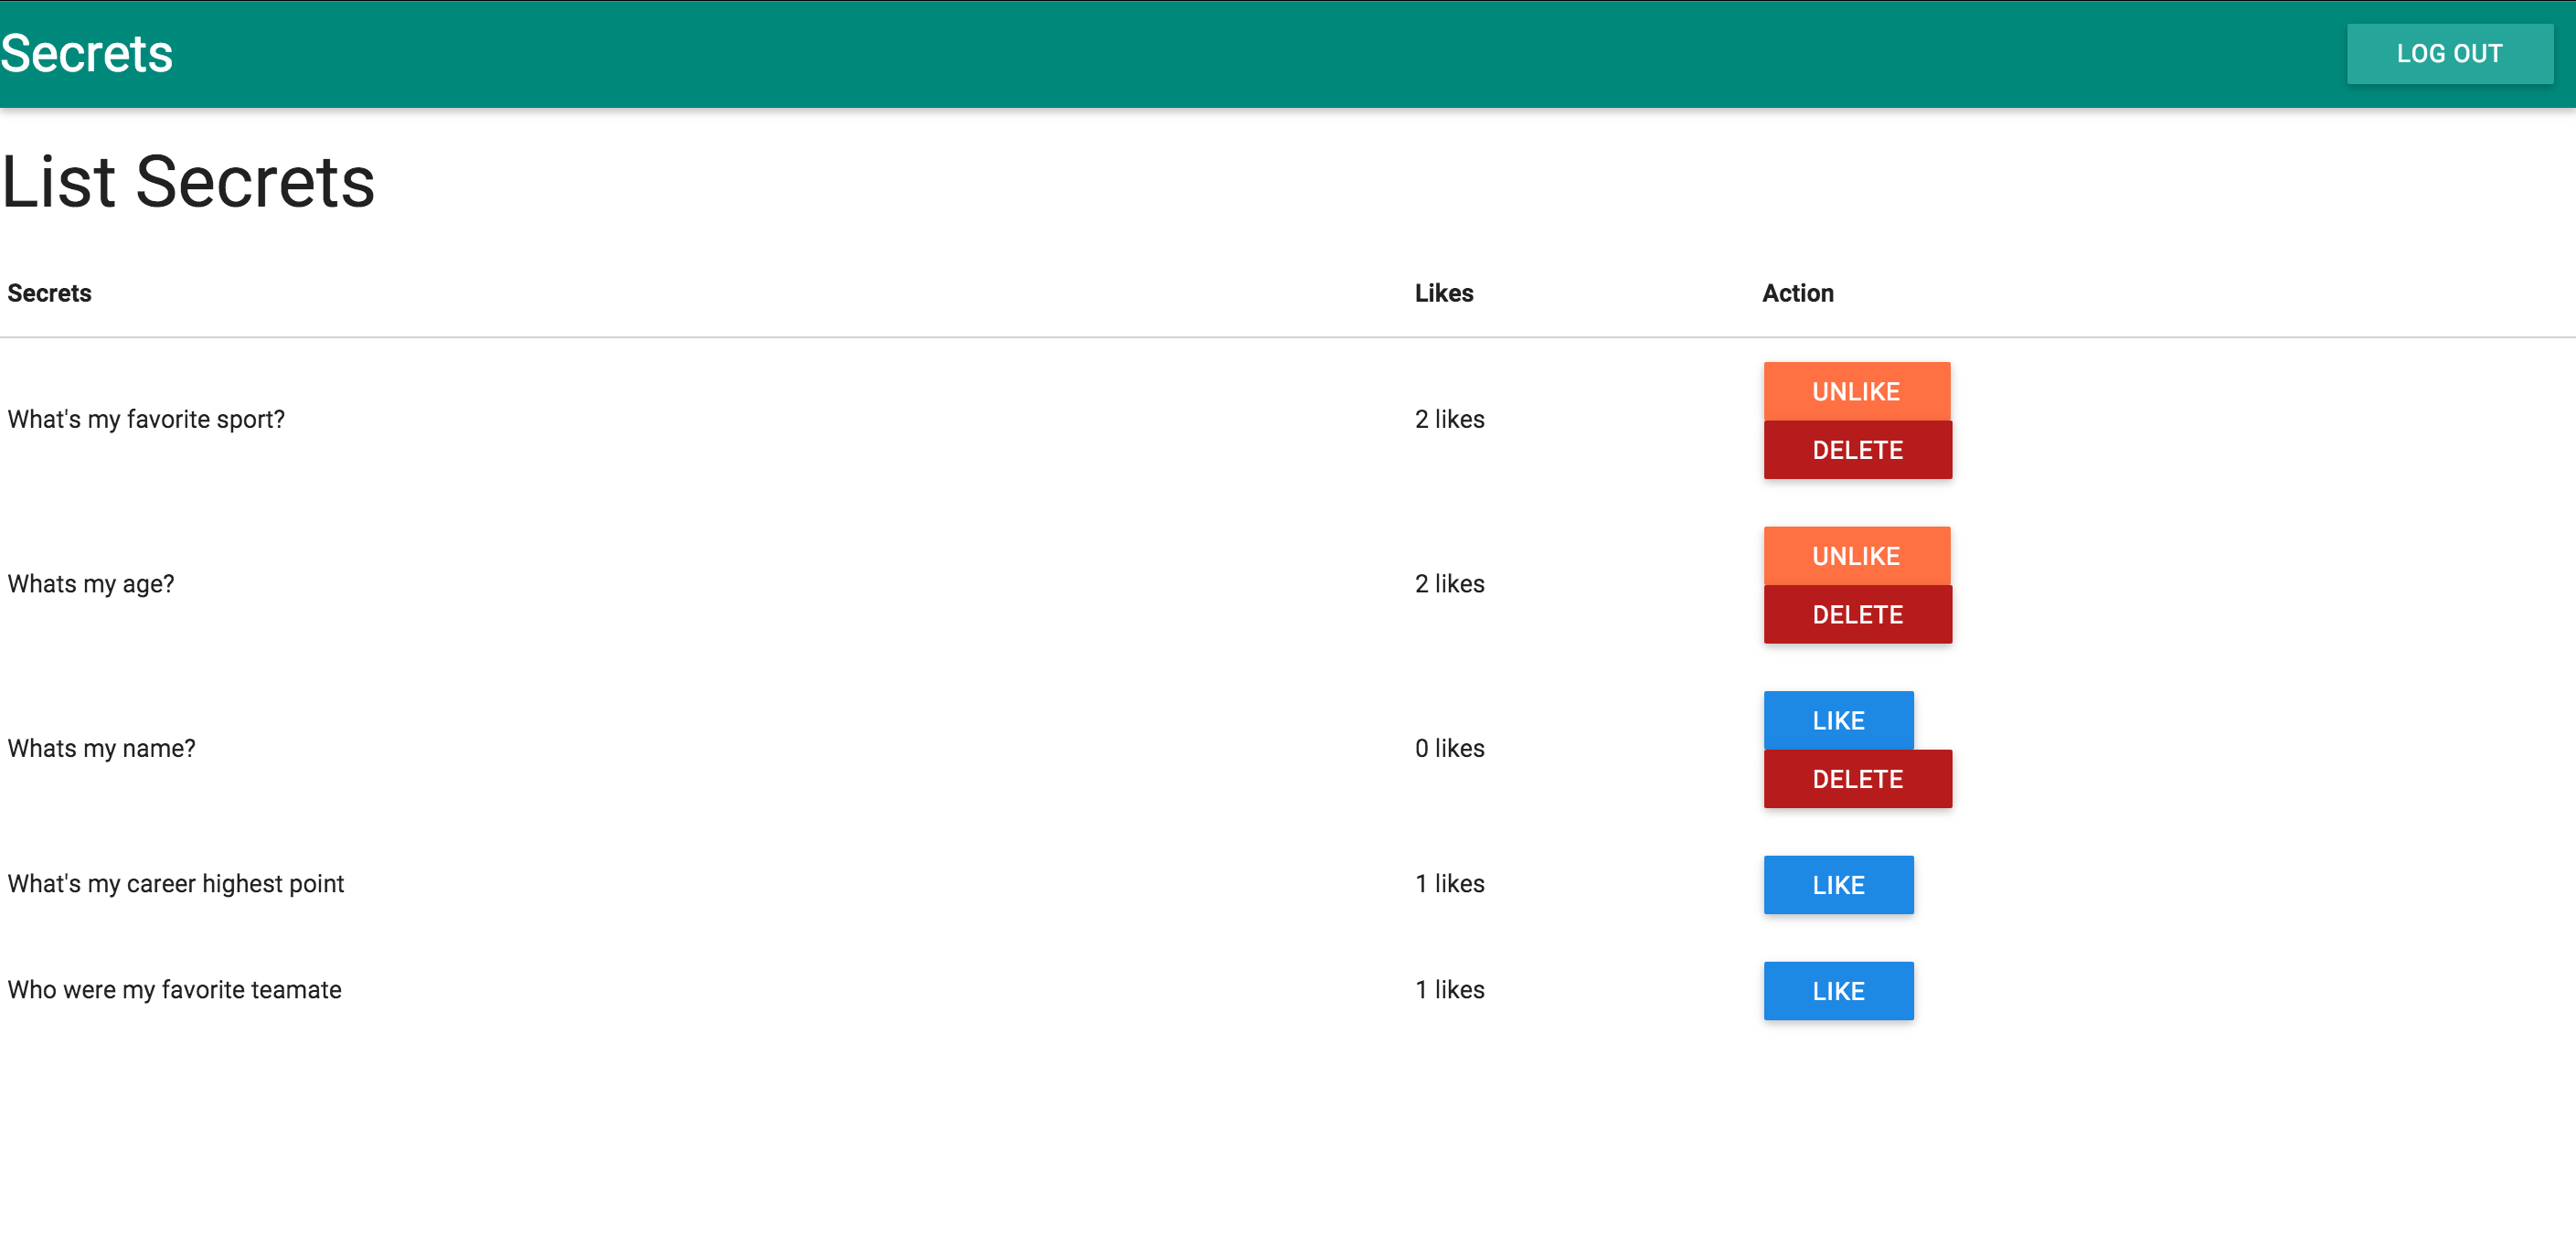 Secrets
LOG OUT
List Secrets
Secrets Likes Action
What's my favorite sport? 2 likes UNLIKE
DELETE
Whats my age? 2 likes UNLIKE
DELETE
Whats my name? 0 likes LIKE
DELETE
What's my career highest point 1 likes LIKE
Who were my favorite teamate 1 likes LIKE